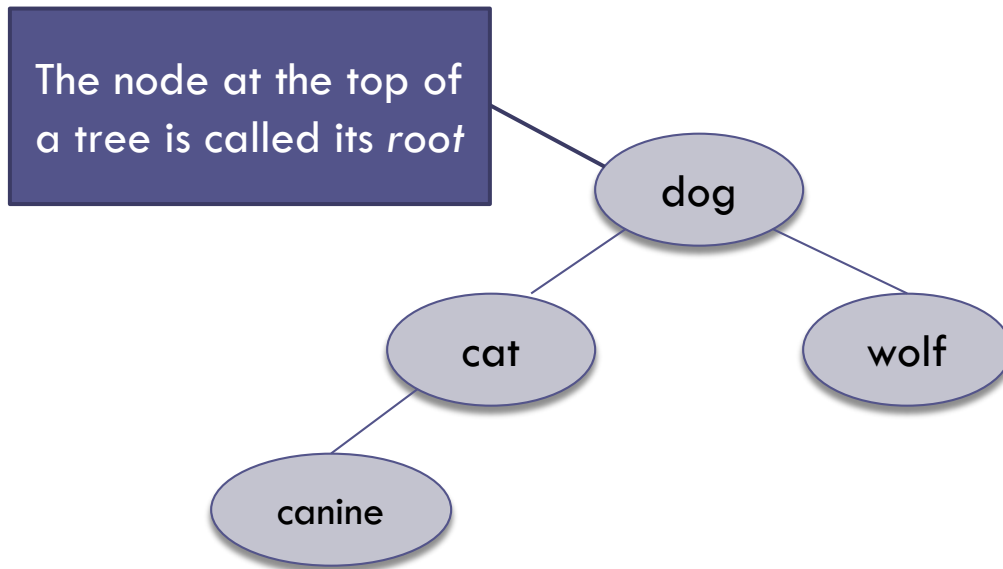 The node at the top of
a tree is called its root
dog
cat
wolf
canine